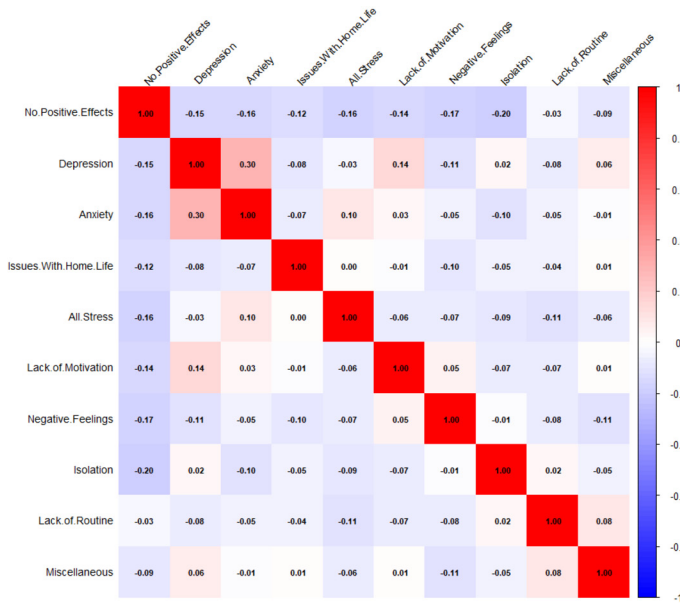 No.Positive.Effects
Depression
Anxiety
Issues.With.Home.Life
All.Stress
Lack.of.Motivation
Negative.Feelings
Isolation
Lack.of.Routine
Miscellaneous
No.Positive.Effects 1.00 -0.15 -0.16 -0.12 -0.16 -0.14 -0.17 -0.20 -0.03 -0.09
Depression -0.15 1.00 0.30 -0.08 -0.03 0.14 -0.11 0.02 -0.08 0.06
Anxiety -0.16 0.30 1.00 -0.07 0.10 0.03 -0.05 -0.10 -0.05 -0.01
Issues.With.Home.Life -0.12 -0.08 -0.07 1.00 0.00 -0.01 -0.10 -0.05 -0.04 0.01
All.Stress -0.16 -0.03 0.10 0.00 1.00 -0.06 -0.07 -0.09 -0.11 -0.06
Lack.of.Motivation -0.14 0.14 0.03 -0.01 -0.06 1.00 0.05 -0.07 -0.07 0.01
Negative.Feelings -0.17 -0.11 -0.05 -0.10 -0.07 0.05 1.00 -0.01 -0.08 -0.11
Isolation -0.20 0.02 -0.10 -0.05 -0.09 -0.07 -0.01 1.00 0.02 -0.05
Lack.of.Routine -0.03 -0.08 -0.05 -0.04 -0.11 -0.07 -0.08 0.02 1.00 0.08
Miscellaneous -0.09 0.06 -0.01 0.01 -0.06 0.01 -0.11 -0.05 0.08 1.00
1
0